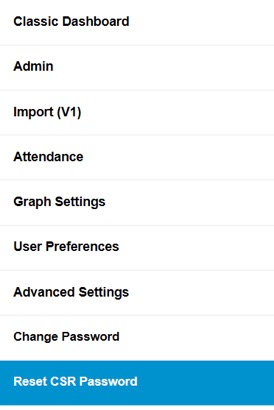 Classic Dashboard
Admin
Import (V1)
Attendance
Graph Settings
User Preferences
Advanced Settings
Change Password
Reset CSR Password